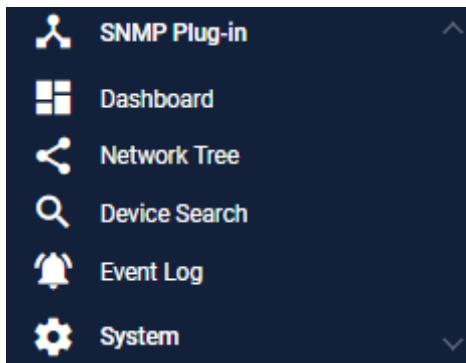 SNMP Plug-in
Dashboard
Network Tree
Device Search
Event Log
System